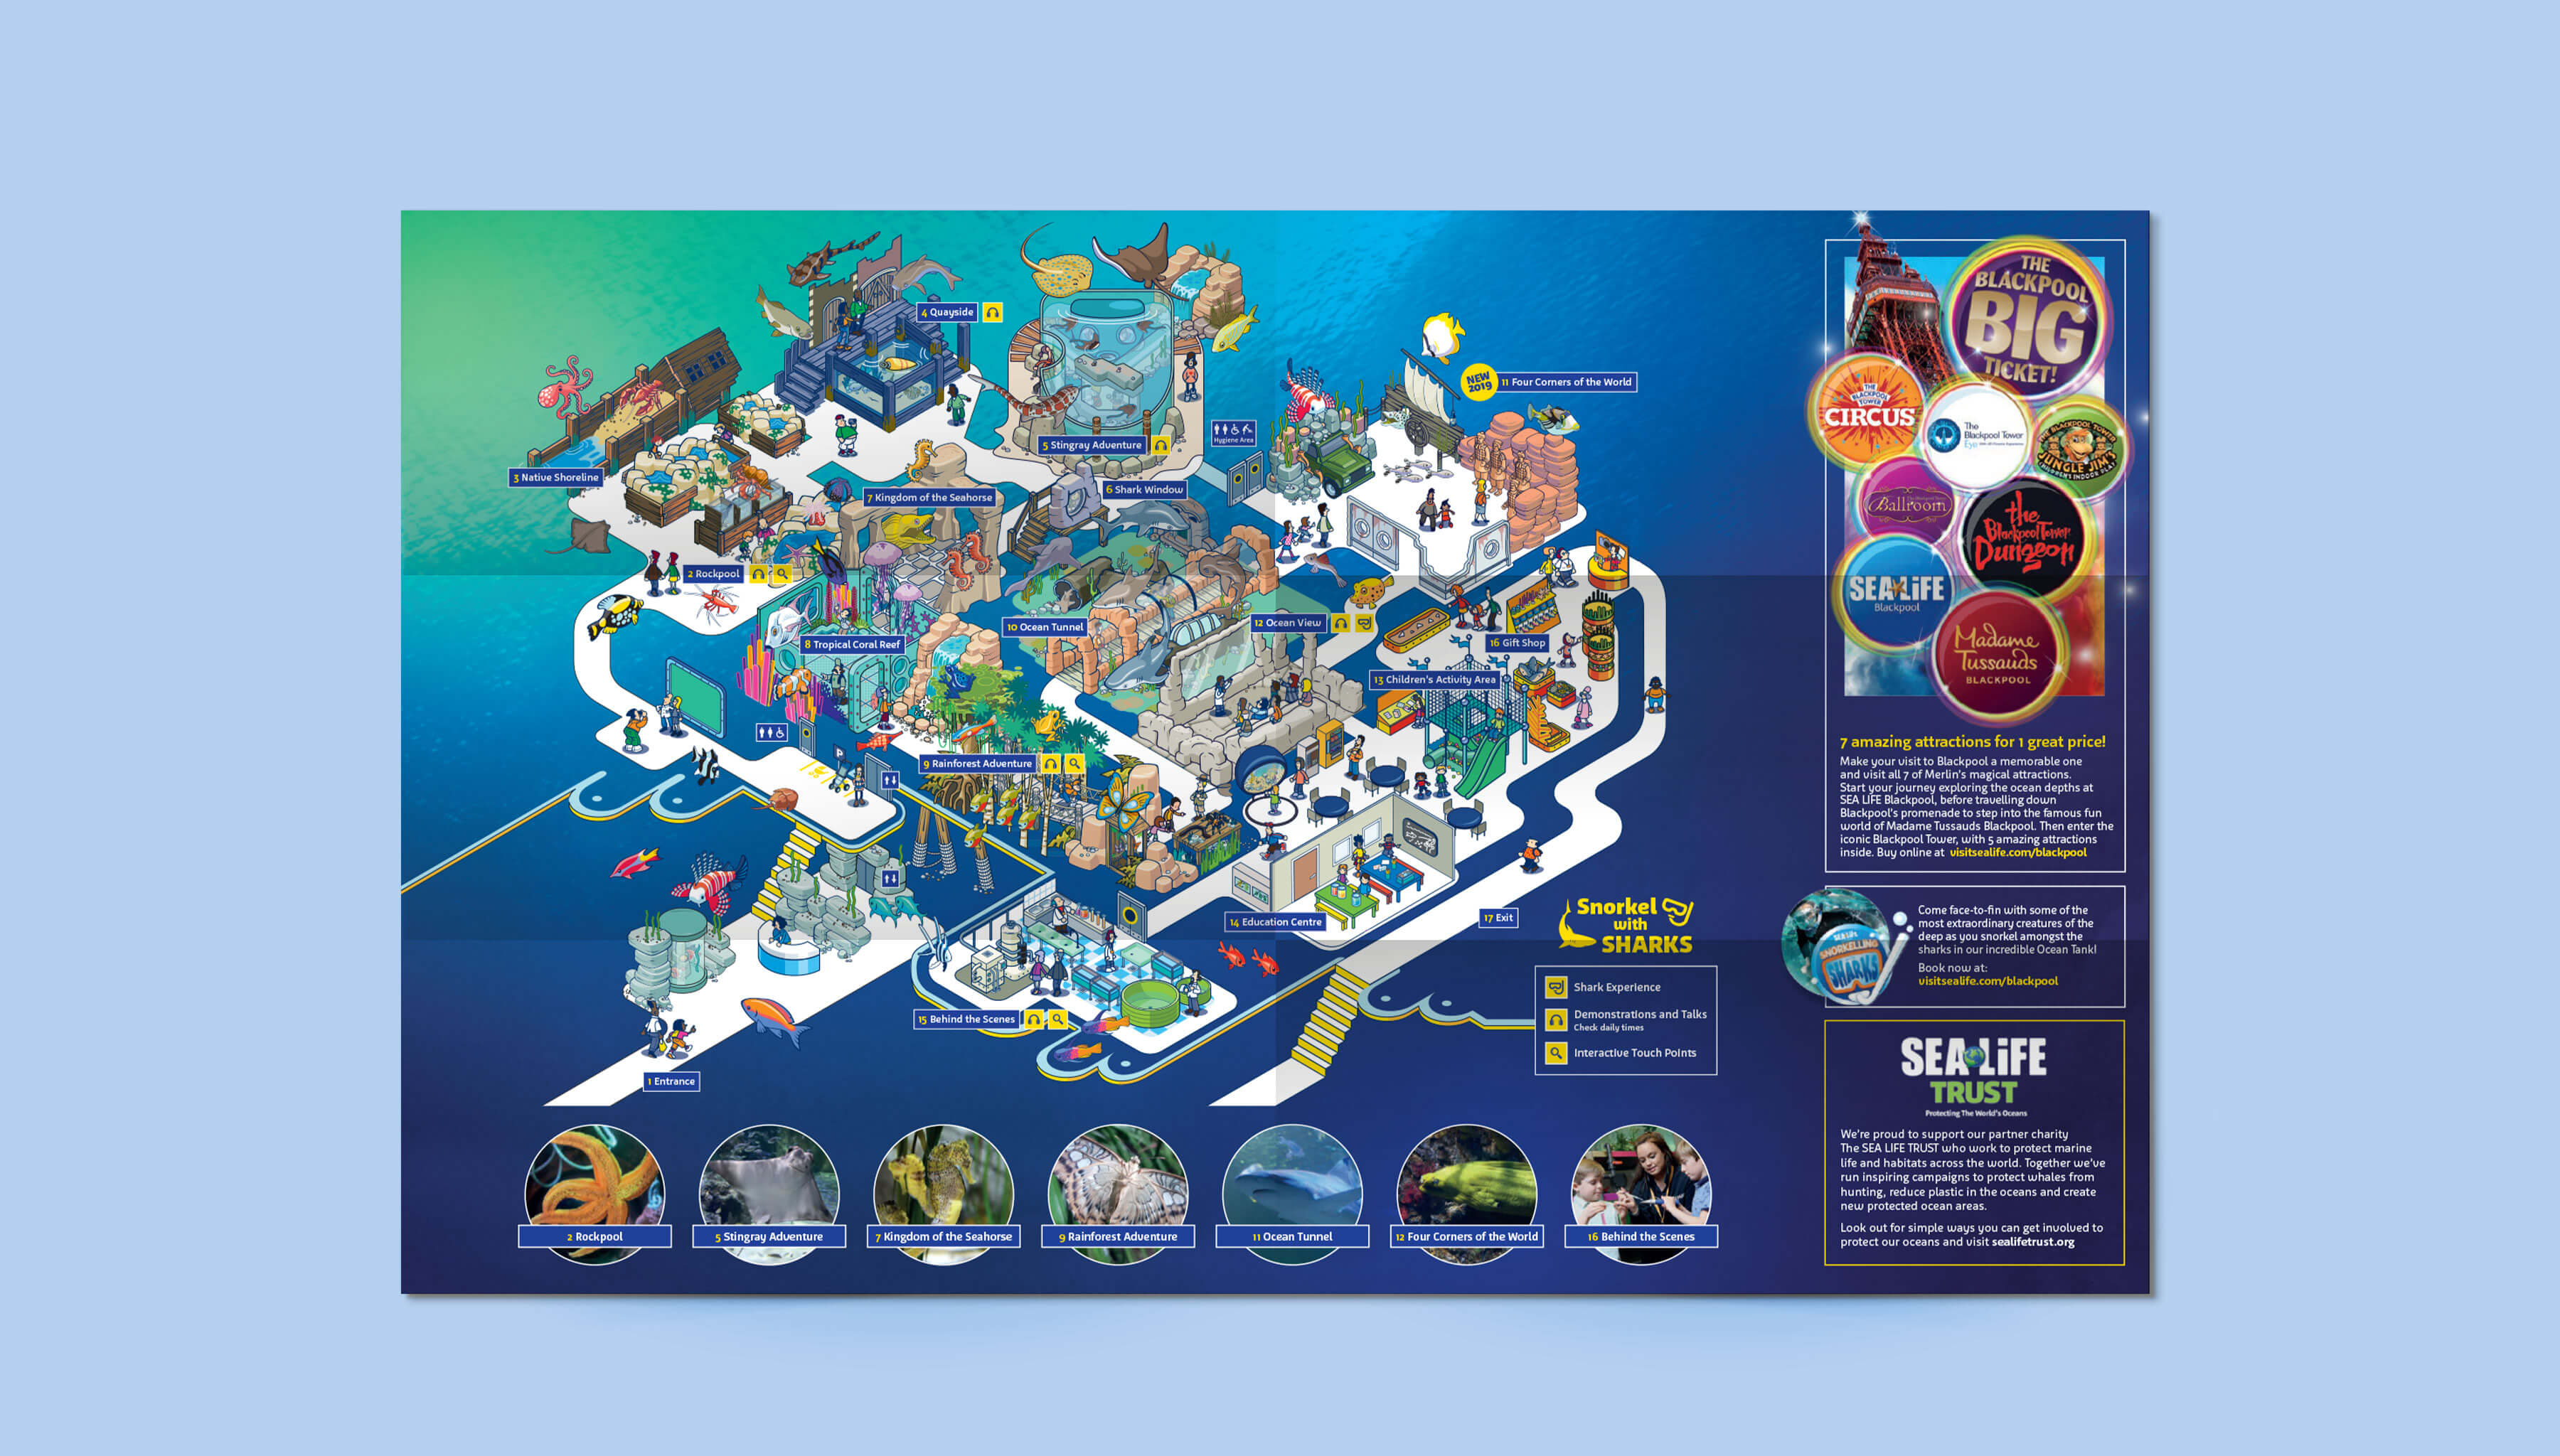 4 Quayside
3 Native Shoreline
5 Stingray Adventure
Hygiene Area
NEW
2019
11 Four Corners of the World
7 Kingdom of the Seahorse
6 Shark Window
2 Rockpool
10 Ocean Tunnel
12 Ocean View
8 Tropical Coral Reef
16 Gift Shop
13 Children's Activity Area
P
9 Rainforest Adventure
14 Education Centre
17 Exit
15 Behind the Scenes
1 Entrance
Snorkel
with
SHARKS
Shark Experience
Demonstrations and Talks
Check daily times
Interactive Touch Points
2 Rockpool
5 Stingray Adventure
7 Kingdom of the Seahorse
9 Rainforest Adventure
11 Ocean Tunnel
12 Four Corners of the World
16 Behind the Scenes
THE
BLACKPOOL
BIG
TICKET!
THE
BLACKPOOL
TOWER
CIRCUS
The
Blackpool Tower
Eye
THE BLACKPOOL TOWER
JUNGLE JIM'S
CHILDREN'S INDOOR PLAY
Ballroom
the
Blackpool Tower
Dungeon
SEA LiFE
Blackpool
Madame
Tussauds
BLACKPOOL
7 amazing attractions for 1 great price!
Make your visit to Blackpool a memorable one
and visit all 7 of Merlin's magical attractions.
Start your journey exploring the ocean depths at
SEA LIFE Blackpool, before travelling down
Blackpool's promenade to step into the famous fun
world of Madame Tussauds Blackpool. Then enter the
iconic Blackpool Tower, with 5 amazing attractions
inside. Buy online at visitsealife.com/blackpool
SEA LiFE
SNORKELLING
SHARKS
Come face-to-fin with some of the
most extraordinary creatures of the
deep as you snorkel amongst the
sharks in our incredible Ocean Tank!
Book now at:
visitsealife.com/blackpool
SEA LiFE
TRUST
Protecting The World's Oceans
We're proud to support our partner charity
The SEA LIFE TRUST who work to protect marine
life and habitats across the world. Together we've
run inspiring campaigns to protect whales from
hunting, reduce plastic in the oceans and create
new protected ocean areas.
Look out for simple ways you can get involved to
protect our oceans and visit sealifetrust.org